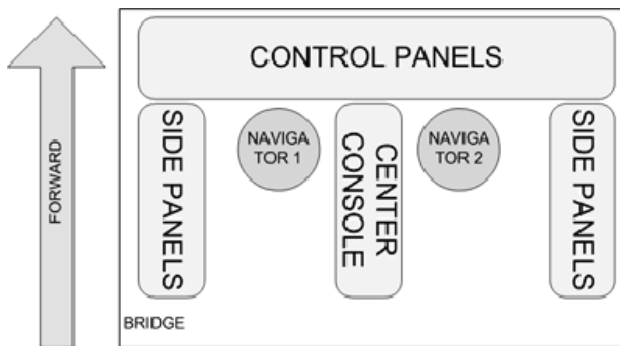 CONTROL PANELS
FORWARD
SIDE PANELS
NAVIGA
TOR 1
CENTER
CONSOLE
NAVIGA
TOR 2
SIDE PANELS
BRIDGE